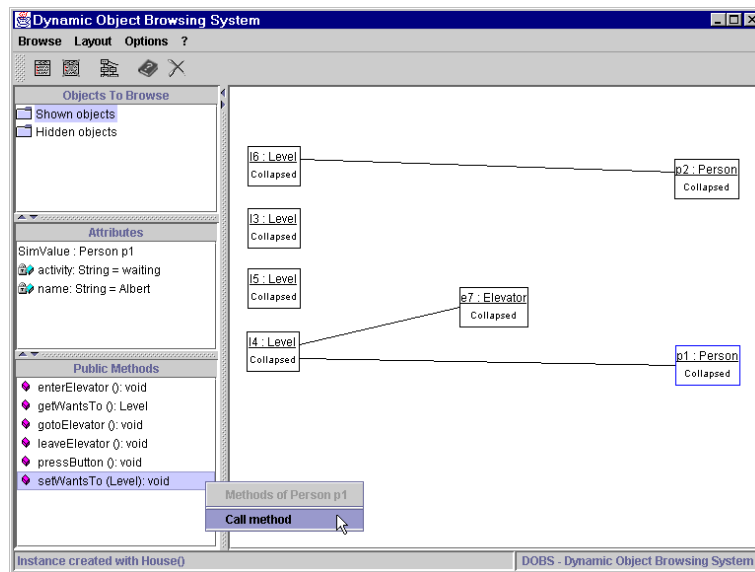 Dynamic Object Browsing System
Browse Layout Options ?
Objects To Browse
Shown objects
Hidden objects
Attributes
SimValue : Person p1
activity: String = waiting
name: String = Albert
Public Methods
enterElevator (): void
getWantsTo (): Level
gotoElevator (): void
leaveElevator (): void
pressButton (): void
setWantsTo (Level): void
l6 : Level
Collapsed
p2 : Person
Collapsed
l3 : Level
Collapsed
l5 : Level
Collapsed
e7 : Elevator
Collapsed
l4 : Level
Collapsed
p1 : Person
Collapsed
Methods of Person p1
Call method
Instance created with House()
DOBS - Dynamic Object Browsing System